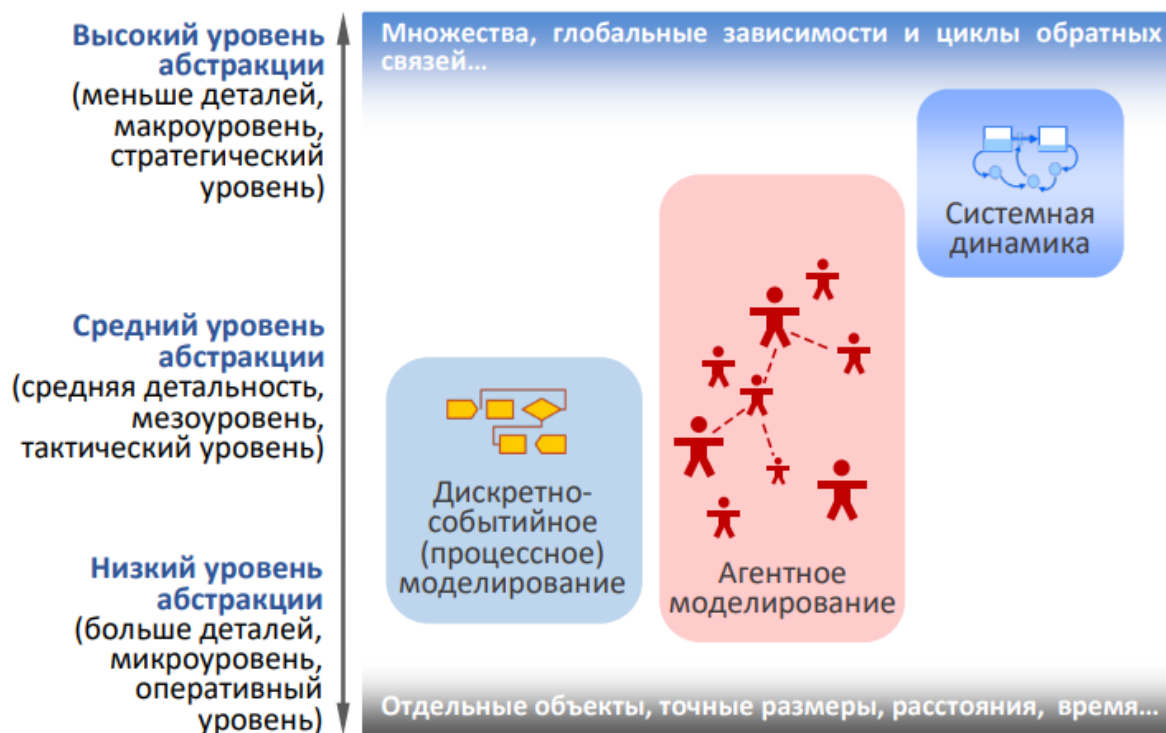 Высокий уровень
абстракции
(меньше деталей,
макроуровень,
стратегический
уровень)
Средний уровень
абстракции
(средняя детальность,
мезоуровень,
тактический уровень)
Низкий уровень
абстракции
(больше деталей,
микроуровень,
оперативный
уровень)
Множества, глобальные зависимости и циклы обратных
связей...
Системная
динамика
Дискретно-
событийное
(процессное)
моделирование
Агентное
моделирование
Отдельные объекты, точные размеры, расстояния, время...